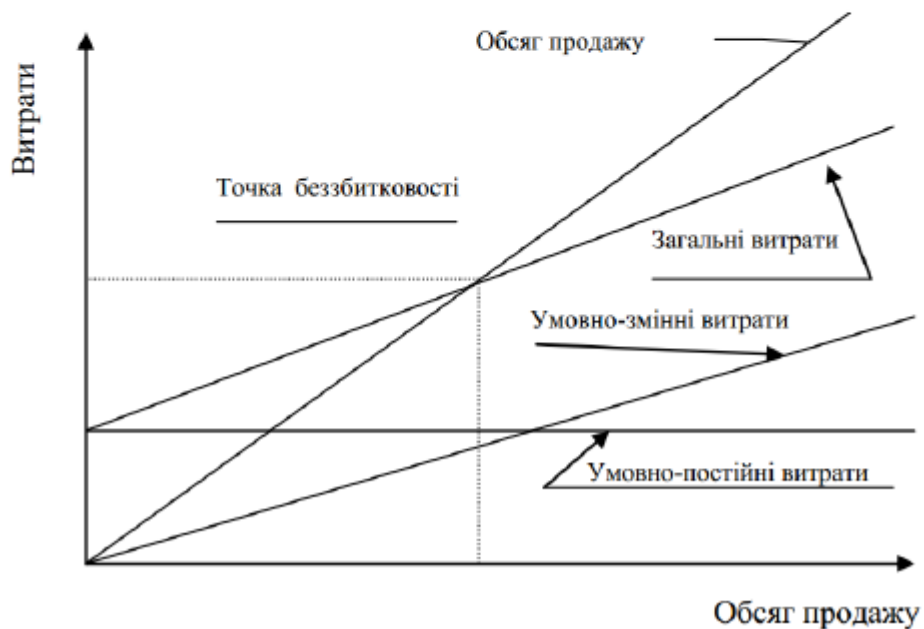 Обсяг продажу
Витрати
Точка беззбитковості
Загальні витрати
Умовно-змінні витрати
Умовно-постійні витрати
Обсяг продажу